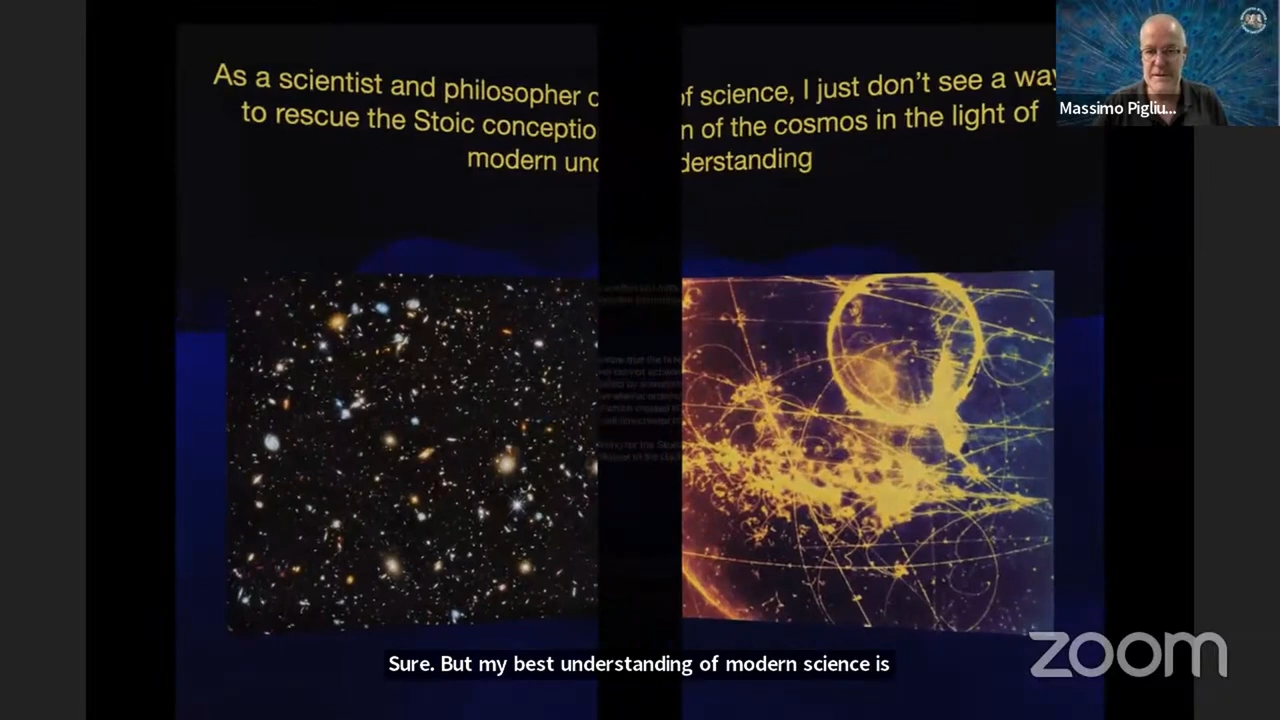 As a scientist and philosopher of of science, I just don't see a way
to rescue the Stoic conception of the cosmos in the light of
modern understanding
Massimo Pigliu...
Sure. But my best understanding of modern science is
zoom